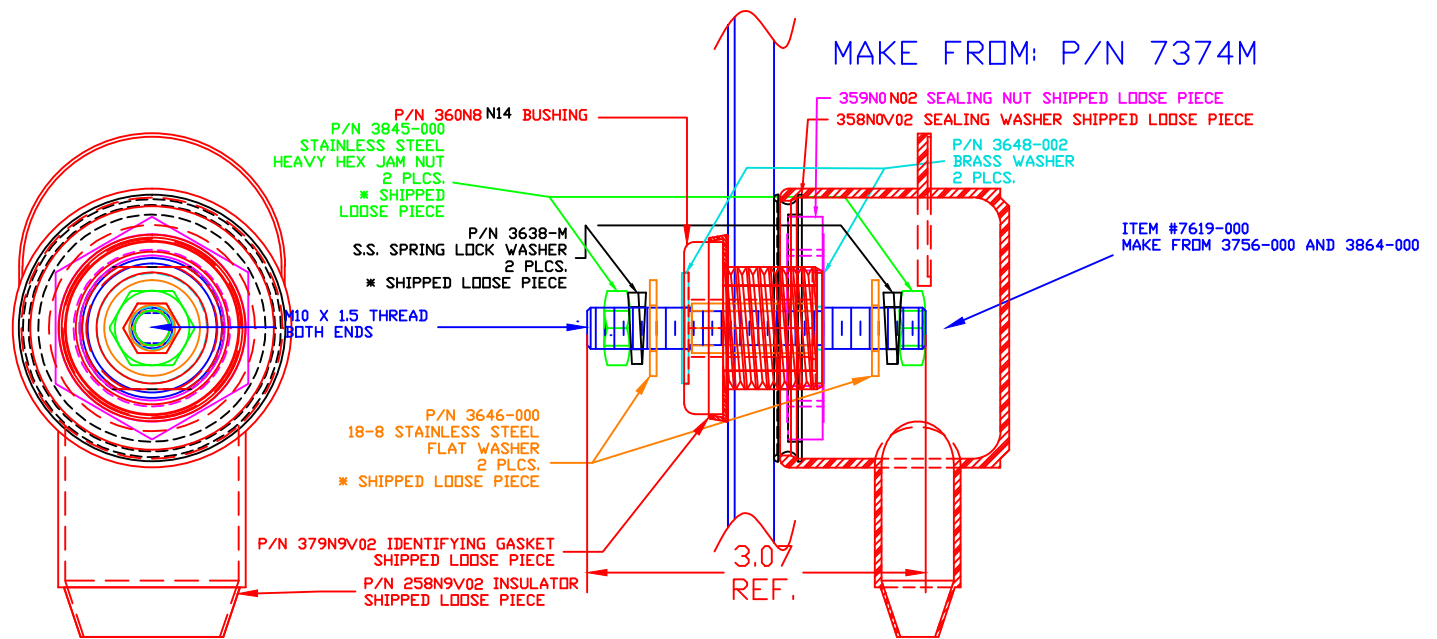 MAKE FROM: P/N 7374M
359N0 N02 SEALING NUT SHIPPED LOOSE PIECE
358N0V02 SEALING WASHER SHIPPED LOOSE PIECE
P/N 360N8 N14 BUSHING
P/N 3845-000
STAINLESS STEEL
HEAVY HEX JAM NUT
2 PLCS.
* SHIPPED
LOOSE PIECE
P/N 3648-002
BRASS WASHER
2 PLCS.
P/N 3638-M
S.S. SPRING LOCK WASHER
2 PLCS.
* SHIPPED LOOSE PIECE
ITEM #7619-000
MAKE FROM 3756-000 AND 3864-000
M10 X 1.5 THREAD
BOTH ENDS
P/N 3646-000
18-8 STAINLESS STEEL
FLAT WASHER
2 PLCS.
* SHIPPED LOOSE PIECE
P/N 379N9V02 IDENTIFYING GASKET
SHIPPED LOOSE PIECE
3.07
REF.
P/N 258N9V02 INSULATOR
SHIPPED LOOSE PIECE